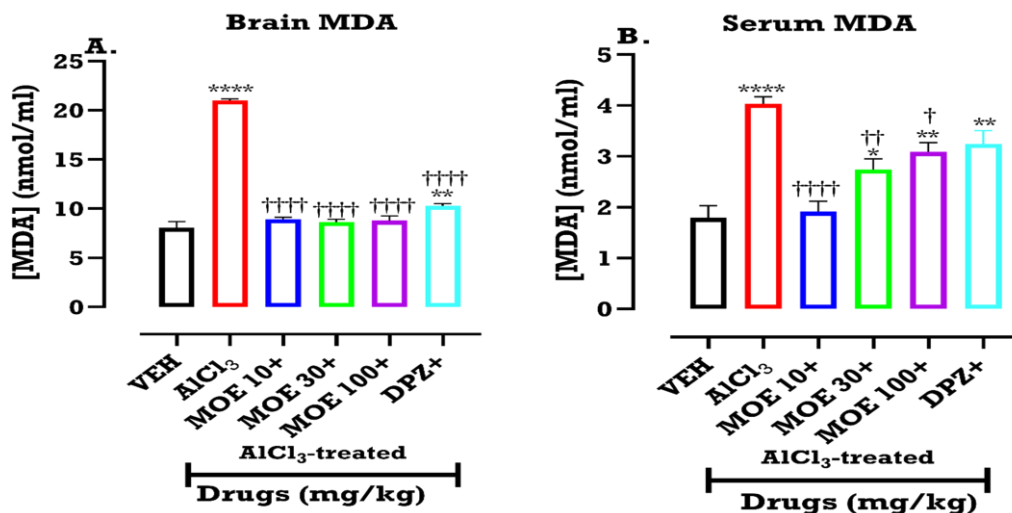 Brain MDA
A.
[MDA] (nmol/ml)
25
20
15
10
5
0
****
††††
††††
††††
††††
**
VEH
AlCl₃
MOE 10+
MOE 30+
MOE 100+
DPZ+
AlCl₃-treated
Drugs (mg/kg)
Serum MDA
B.
[MDA] (nmol/ml)
5
4
3
2
1
0
****
††††
††
*
†
**
**
VEH
AlCl₃
MOE 10+
MOE 30+
MOE 100+
DPZ+
AlCl₃-treated
Drugs (mg/kg)